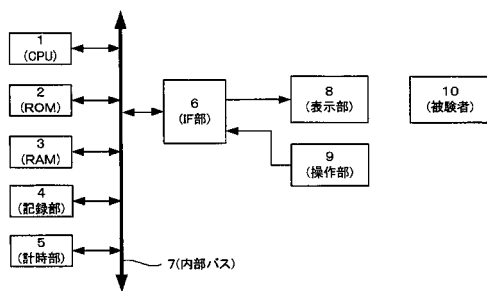 1
(CPU)
2
(ROM)
3
(RAM)
4
(記録部)
5
(計時部)
6
(IF部)
7(内部バス)
8
(表示部)
9
(操作部)
10
(被験者)